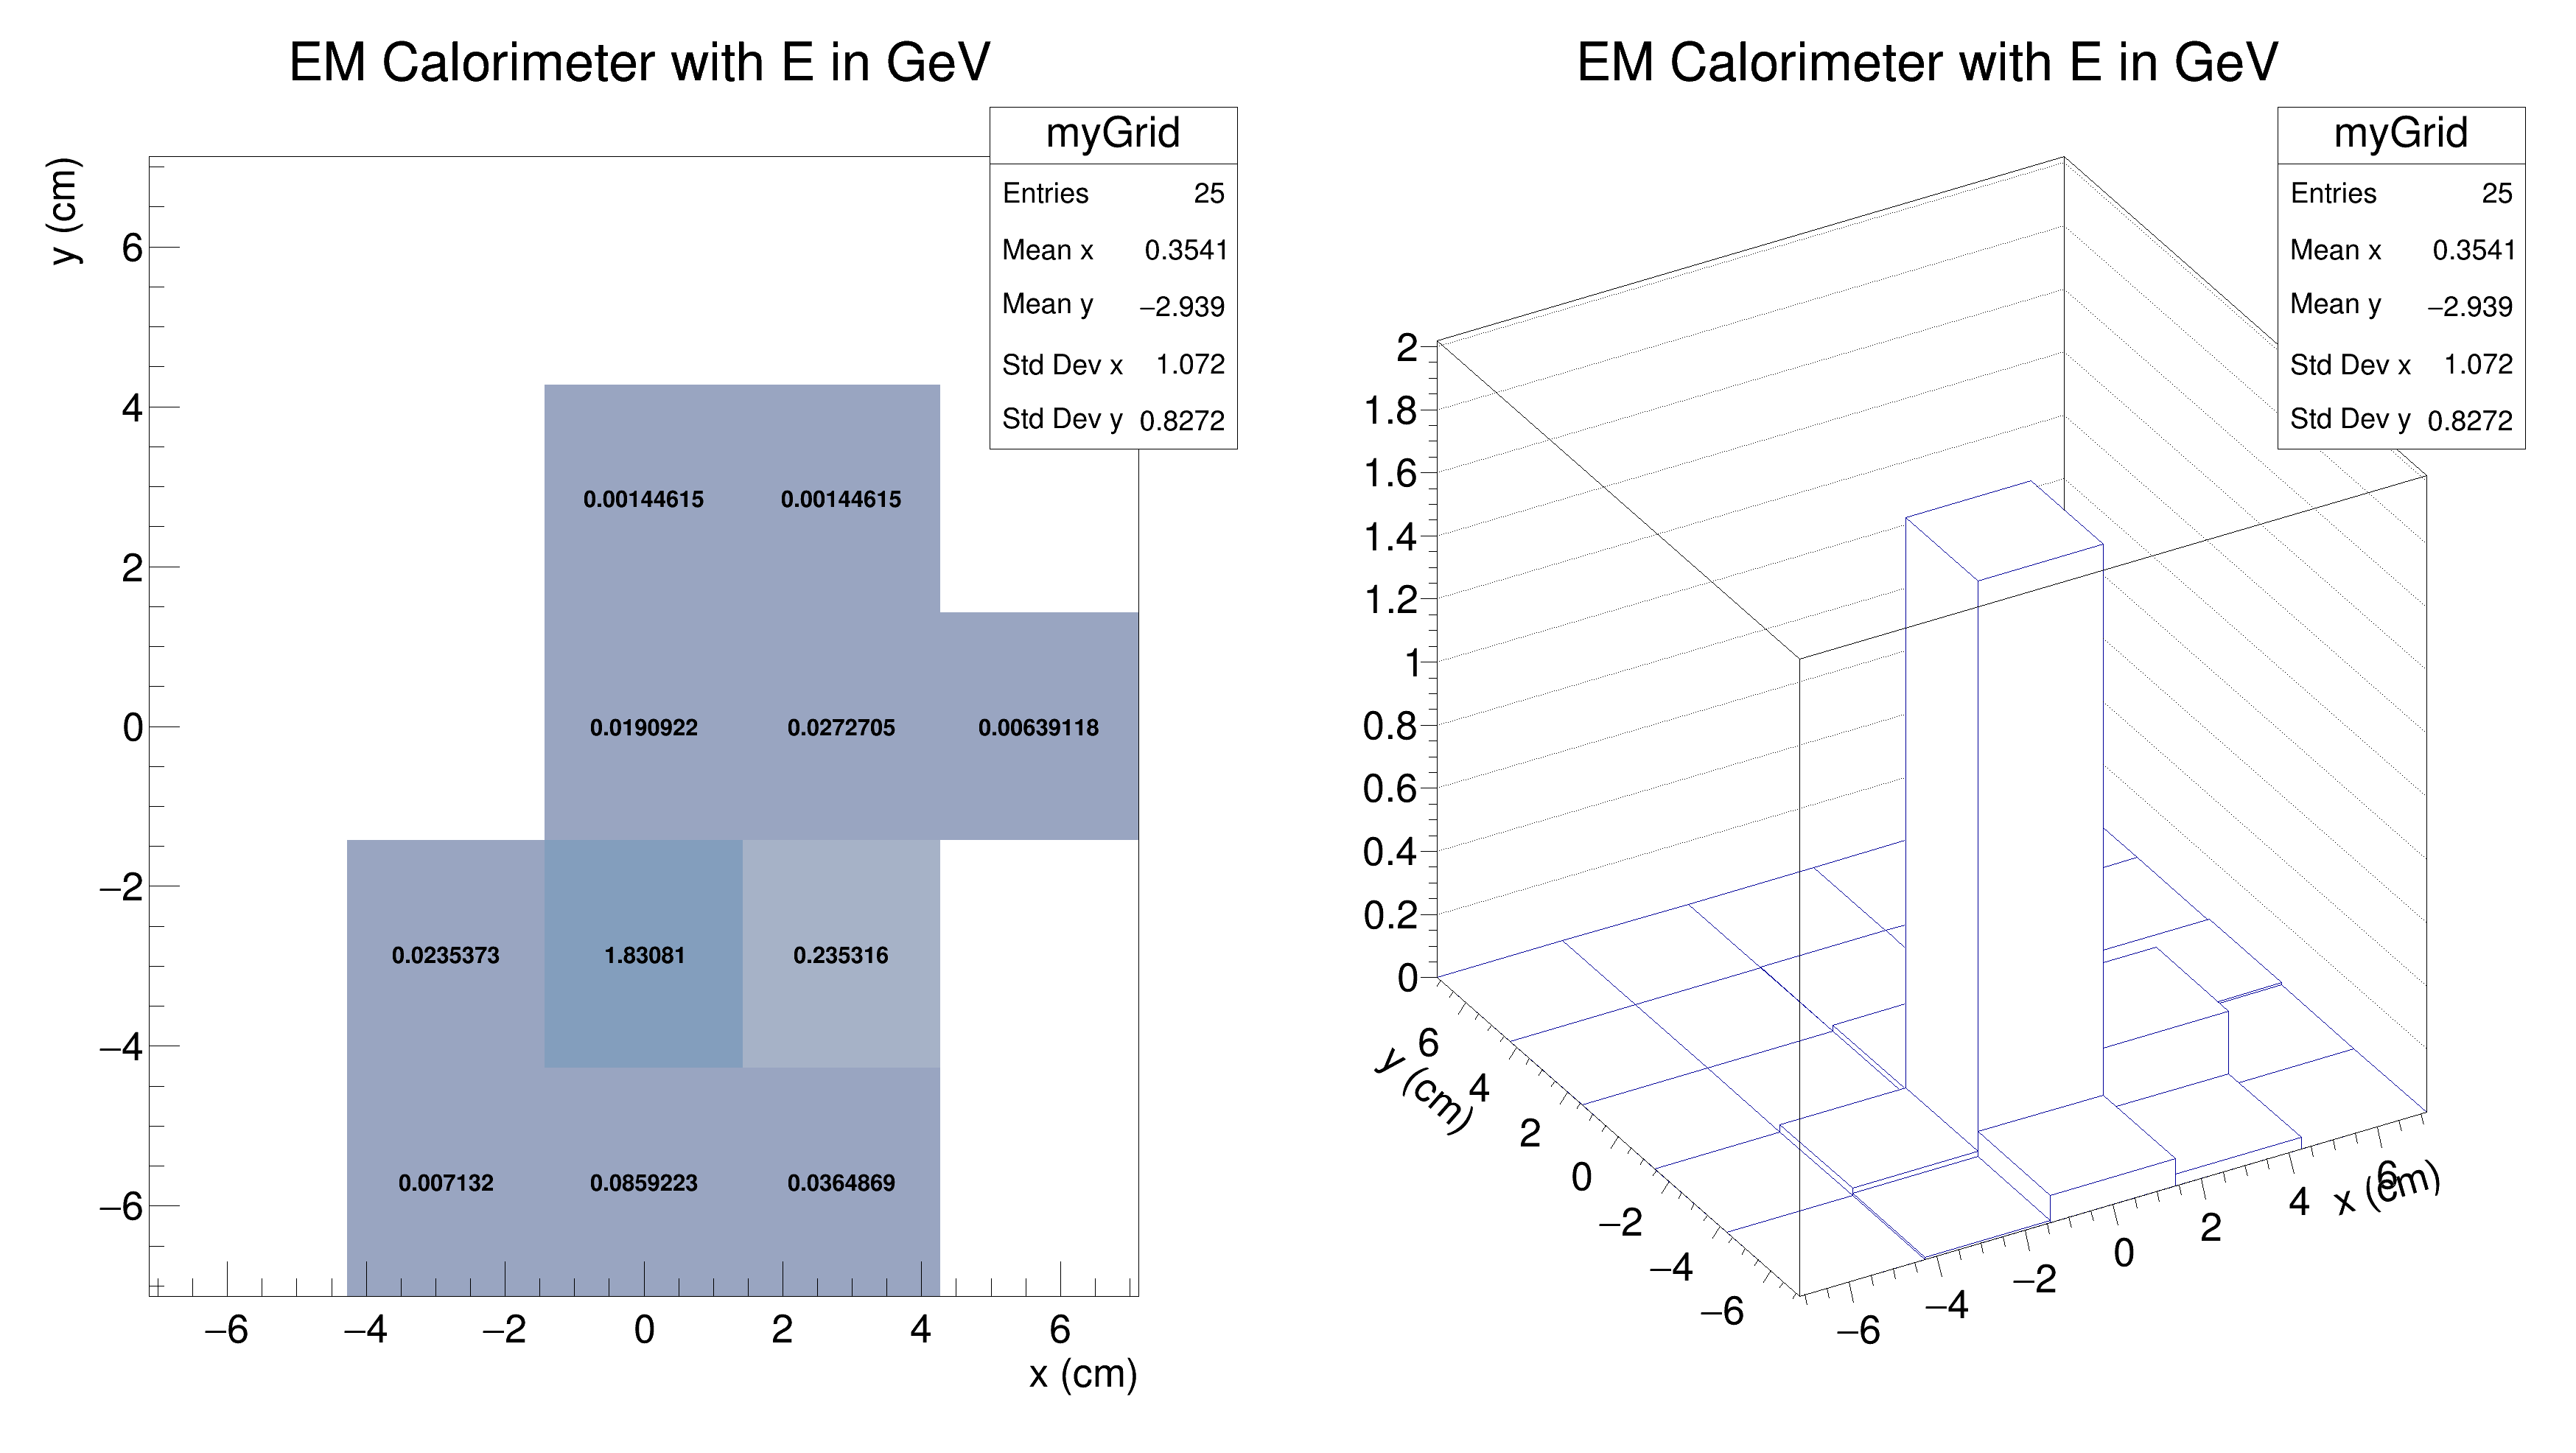 EM Calorimeter with E in GeV
myGrid
Entries 25
Mean x 0.3541
Mean y −2.939
Std Dev x 1.072
Std Dev y 0.8272
y (cm)
6
4
2
0
−2
−4
−6
0.00144615 0.00144615
0.0190922 0.0272705 0.00639118
0.0235373 1.83081 0.235316
0.007132 0.0859223 0.0364869
−6 −4 −2 0 2 4 6
x (cm)
EM Calorimeter with E in GeV
myGrid
Entries 25
Mean x 0.3541
Mean y −2.939
Std Dev x 1.072
Std Dev y 0.8272
2
1.8
1.6
1.4
1.2
1
0.8
0.6
0.4
0.2
0
y (cm)
6
4
2
0
−2
−4
−6
−6 −4 −2 0 2 4 6
x (cm)